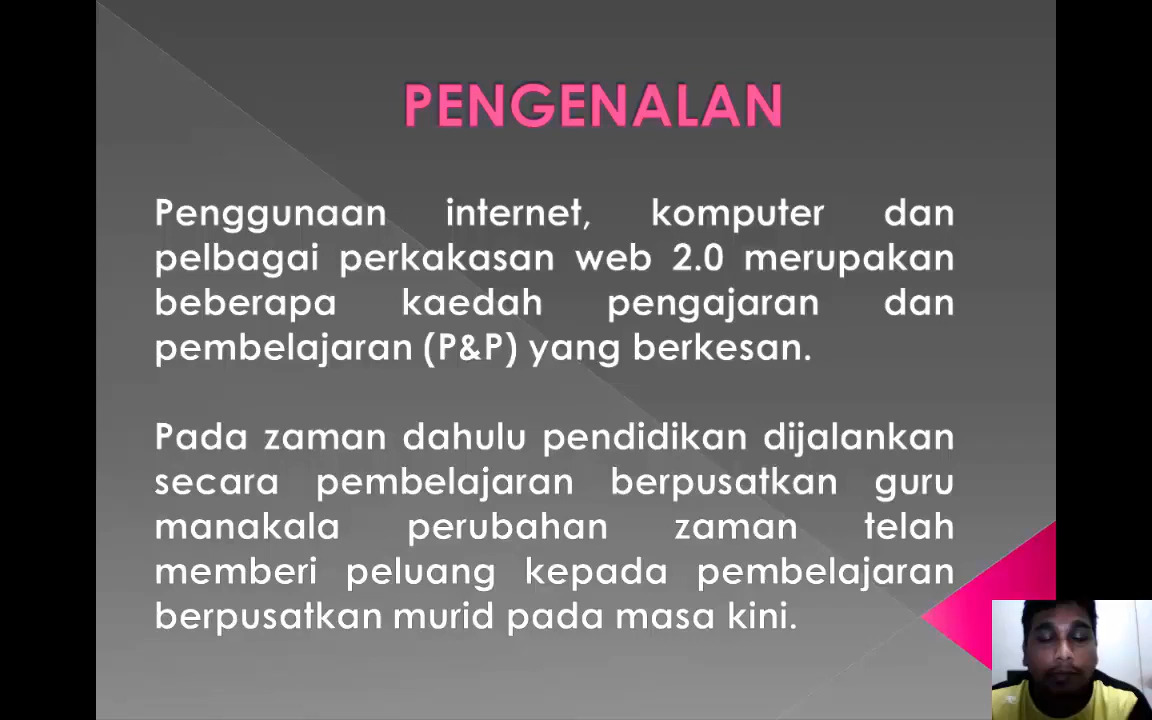 PENGENALAN
Penggunaan internet, komputer dan
pelbagai perkakasan web 2.0 merupakan
beberapa kaedah pengajaran dan
pembelajaran (P&P) yang berkesan.
Pada zaman dahulu pendidikan dijalankan
secara pembelajaran berpusatkan guru
manakala perubahan zaman telah
memberi peluang kepada pembelajaran
berpusatkan murid pada masa kini.